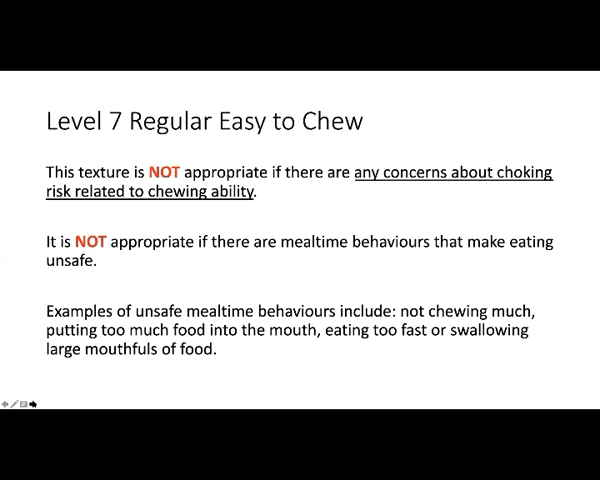 Level 7 Regular Easy to Chew
This texture is NOT appropriate if there are any concerns about choking
risk related to chewing ability.
It is NOT appropriate if there are mealtime behaviours that make eating
unsafe.
Examples of unsafe mealtime behaviours include: not chewing much,
putting too much food into the mouth, eating too fast or swallowing
large mouthfuls of food.